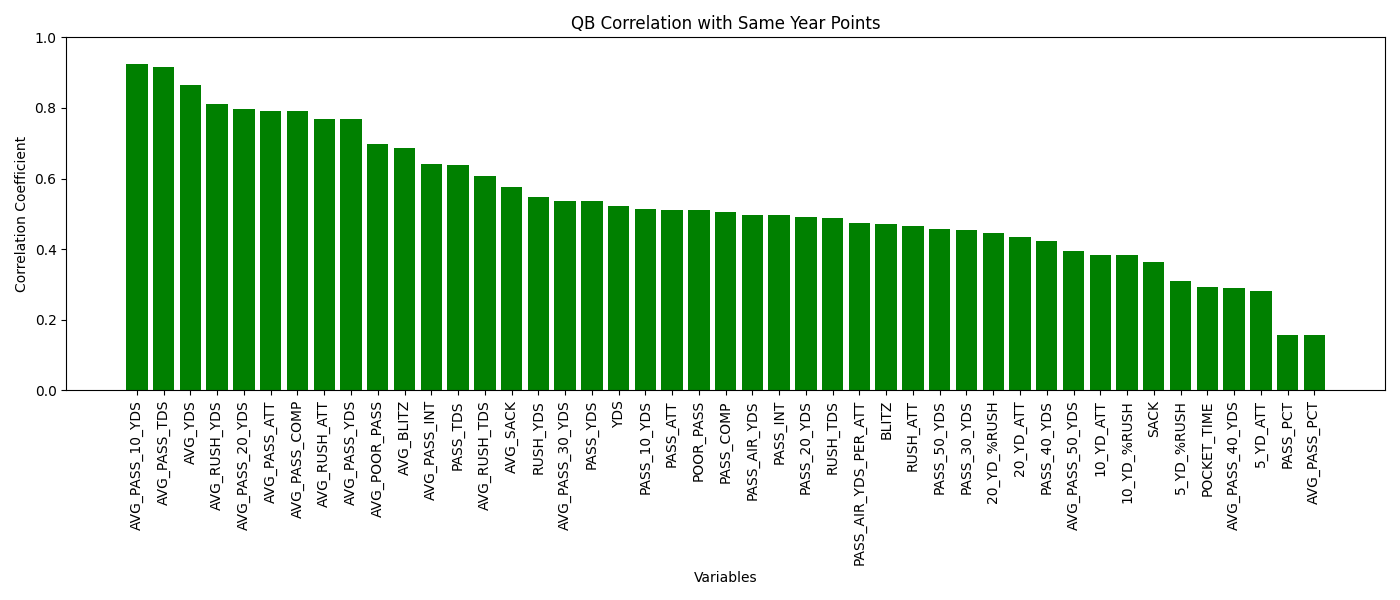 QB Correlation with Same Year Points
Correlation Coefficient
1.0
0.8
0.6
0.4
0.2
0.0
AVG_PASS_10_YDS
AVG_PASS_TDS
AVG_YDS
AVG_RUSH_YDS
AVG_PASS_20_YDS
AVG_PASS_ATT
AVG_PASS_COMP
AVG_RUSH_ATT
AVG_PASS_YDS
AVG_POOR_PASS
AVG_BLITZ
AVG_PASS_INT
PASS_TDS
AVG_RUSH_TDS
AVG_SACK
RUSH_YDS
AVG_PASS_30_YDS
PASS_YDS
YDS
PASS_10_YDS
PASS_ATT
POOR_PASS
PASS_COMP
PASS_AIR_YDS
PASS_INT
PASS_20_YDS
RUSH_TDS
PASS_AIR_YDS_PER_ATT
BLITZ
RUSH_ATT
PASS_50_YDS
PASS_30_YDS
20_YD_%RUSH
20_YD_ATT
PASS_40_YDS
AVG_PASS_50_YDS
10_YD_ATT
10_YD_%RUSH
SACK
5_YD_%RUSH
POCKET_TIME
AVG_PASS_40_YDS
5_YD_ATT
PASS_PCT
AVG_PASS_PCT
Variables